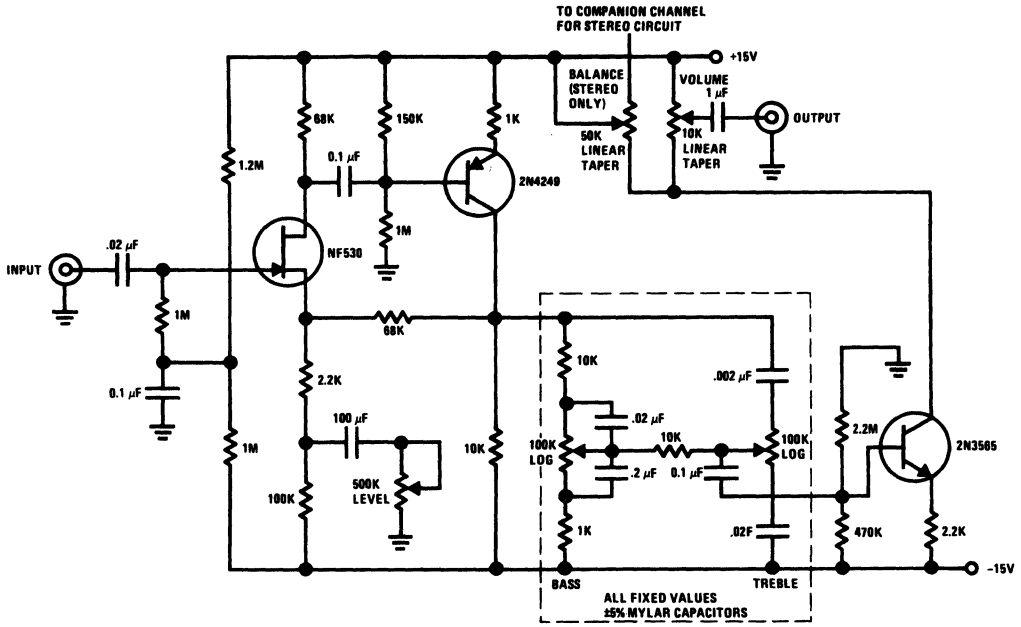 TO COMPANION CHANNEL
FOR STEREO CIRCUIT
+15V
BALANCE
(STEREO
ONLY)
VOLUME
1 µF
68K
150K
1K
50K
LINEAR
TAPER
10K
LINEAR
TAPER
OUTPUT
1.2M
0.1 µF
2N4249
1M
.02 µF
NF530
INPUT
1M
68K
10K
.002 µF
2.2K
0.1 µF
100 µF
.02 µF
1M
10K
100K
LOG
10K
100K
LOG
2.2M
2N3565
500K
LEVEL
.2 µF
0.1 µF
100K
1K
.02F
470K
2.2K
BASS
TREBLE
-15V
ALL FIXED VALUES
±5% MYLAR CAPACITORS